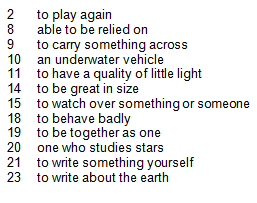 2 to play again
8 able to be relied on
9 to carry something across
10 an underwater vehicle
11 to have a quality of little light
14 to be great in size
15 to watch over something or someone
18 to behave badly
19 to be together as one
20 one who studies stars
21 to write something yourself
23 to write about the earth